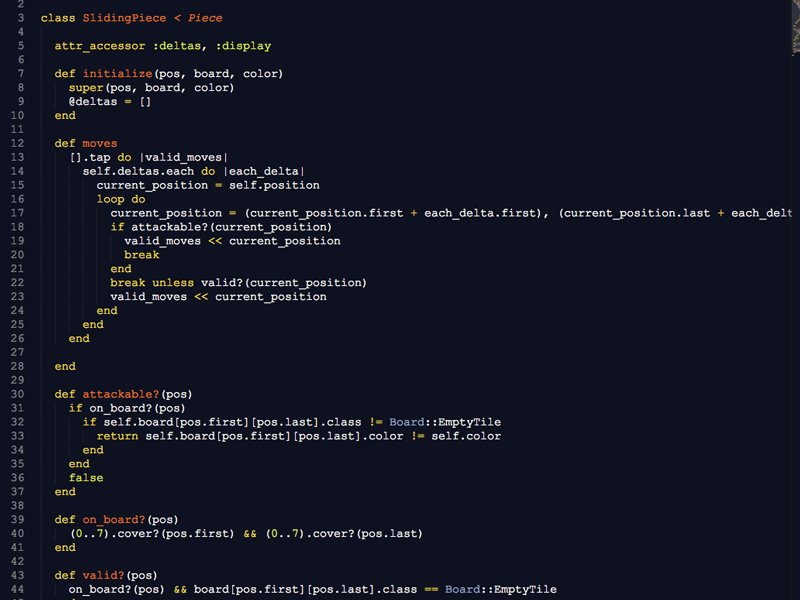 2
3 class SlidingPiece < Piece
4
5 attr_accessor :deltas, :display
6
7 def initialize(pos, board, color)
8 super(pos, board, color)
9 @deltas = []
10 end
11
12 def moves
13 [].tap do |valid_moves|
14 self.deltas.each do |each_delta|
15 current_position = self.position
16 loop do
17 current_position = (current_position.first + each_delta.first), (current_position.last + each_delt
18 if attackable?(current_position)
19 valid_moves << current_position
20 break
21 end
22 break unless valid?(current_position)
23 valid_moves << current_position
24 end
25 end
26 end
27
28 end
29
30 def attackable?(pos)
31 if on_board?(pos)
32 if self.board[pos.first][pos.last].class != Board::EmptyTile
33 return self.board[pos.first][pos.last].color != self.color
34 end
35 end
36 false
37 end
38
39 def on_board?(pos)
40 (0..7).cover?(pos.first) && (0..7).cover?(pos.last)
41 end
42
43 def valid?(pos)
44 on_board?(pos) && board[pos.first][pos.last].class == Board::EmptyTile